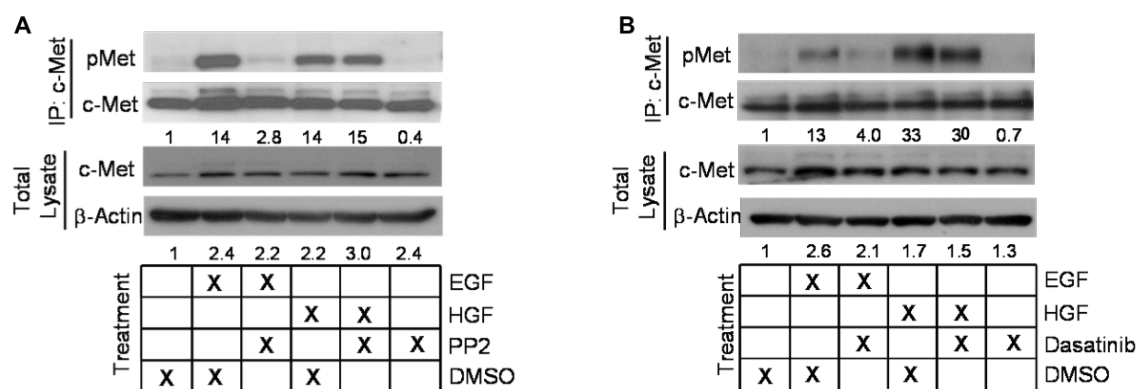 A
IP: c-Met
pMet
c-Met
1 14 2.8 14 15 0.4
Total Lysate
c-Met
β-Actin
1 2.4 2.2 2.2 3.0 2.4
Treatment
X X EGF
X X HGF
X X X PP2
X X X DMSO
B
IP: c-Met
pMet
c-Met
1 13 4.0 33 30 0.7
Total Lysate
c-Met
β-Actin
1 2.6 2.1 1.7 1.5 1.3
Treatment
X X EGF
X X HGF
X X X Dasatinib
X X X DMSO